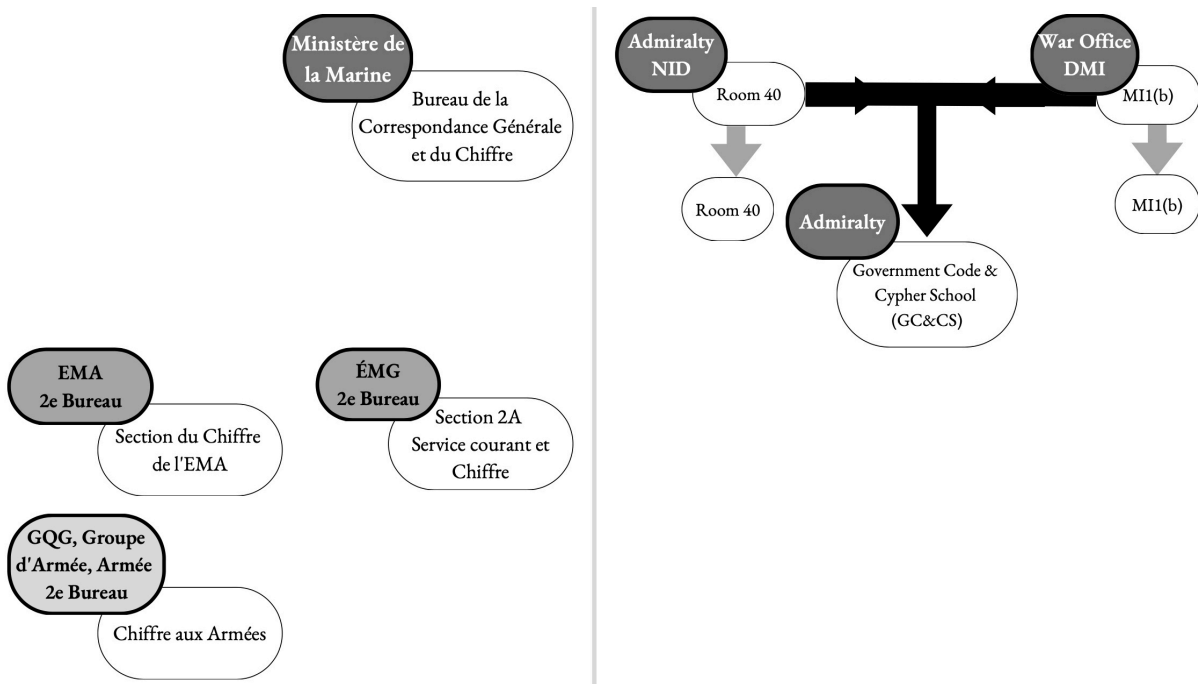 Ministère de
la Marine
Bureau de la
Correspondance Générale
et du Chiffre
EMA
2e Bureau
Section du Chiffre
de l'EMA
ÉMG
2e Bureau
Section 2A
Service courant et
Chiffre
GQG, Groupe
d'Armée, Armée
2e Bureau
Chiffre aux Armées
Admiralty
NID
Room 40
War Office
DMI
MI1(b)
Room 40
MI1(b)
Admiralty
Government Code &
Cypher School
(GC&CS)